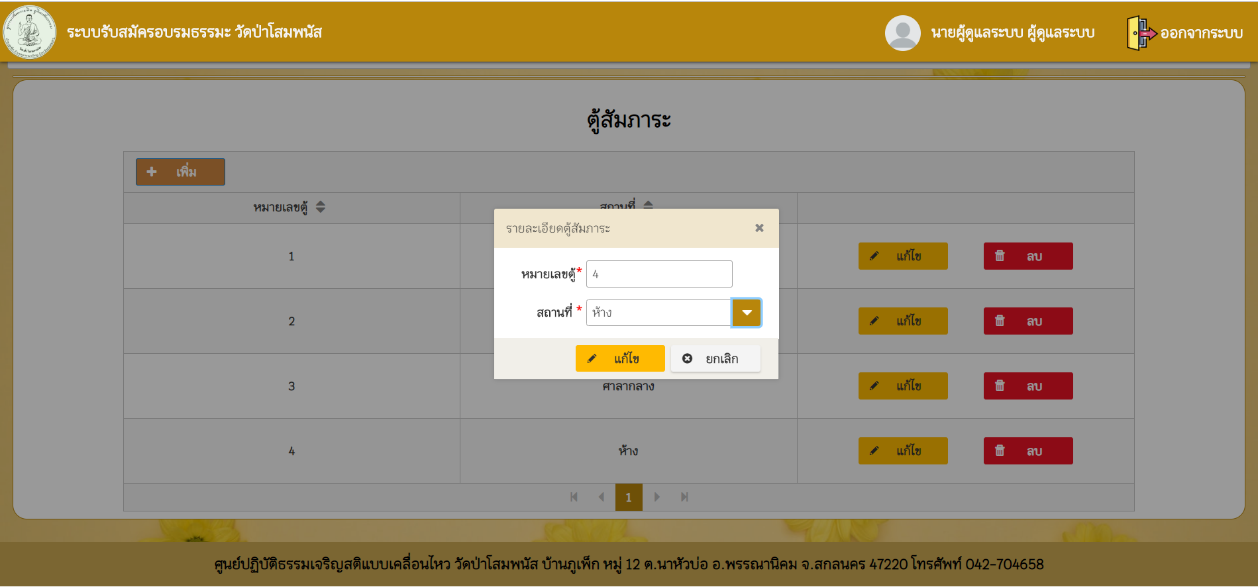 ระบบรับสมัครอบรมธรรมะ วัดป่าโสมพนัส
นายผู้ดูแลระบบ ผู้ดูแลระบบ
ออกจากระบบ
ตู้สัมภาระ
+ เพิ่ม
หมายเลขตู้ สถานที่
รายละเอียดตู้สัมภาระ
1 แก้ไข ลบ
หมายเลขตู้* 4
สถานที่ * ห้าง
2 แก้ไข ลบ
แก้ไข ยกเลิก
3 ศาลากลาง แก้ไข ลบ
4 ห้าง แก้ไข ลบ
1
ศูนย์ปฏิบัติธรรมเจริญสติแบบเคลื่อนไหว วัดป่าโสมพนัส บ้านภูเพ็ก หมู่ 12 ต.นาหัวบ่อ อ.พรรณานิคม จ.สกลนคร 47220 โทรศัพท์ 042-704658